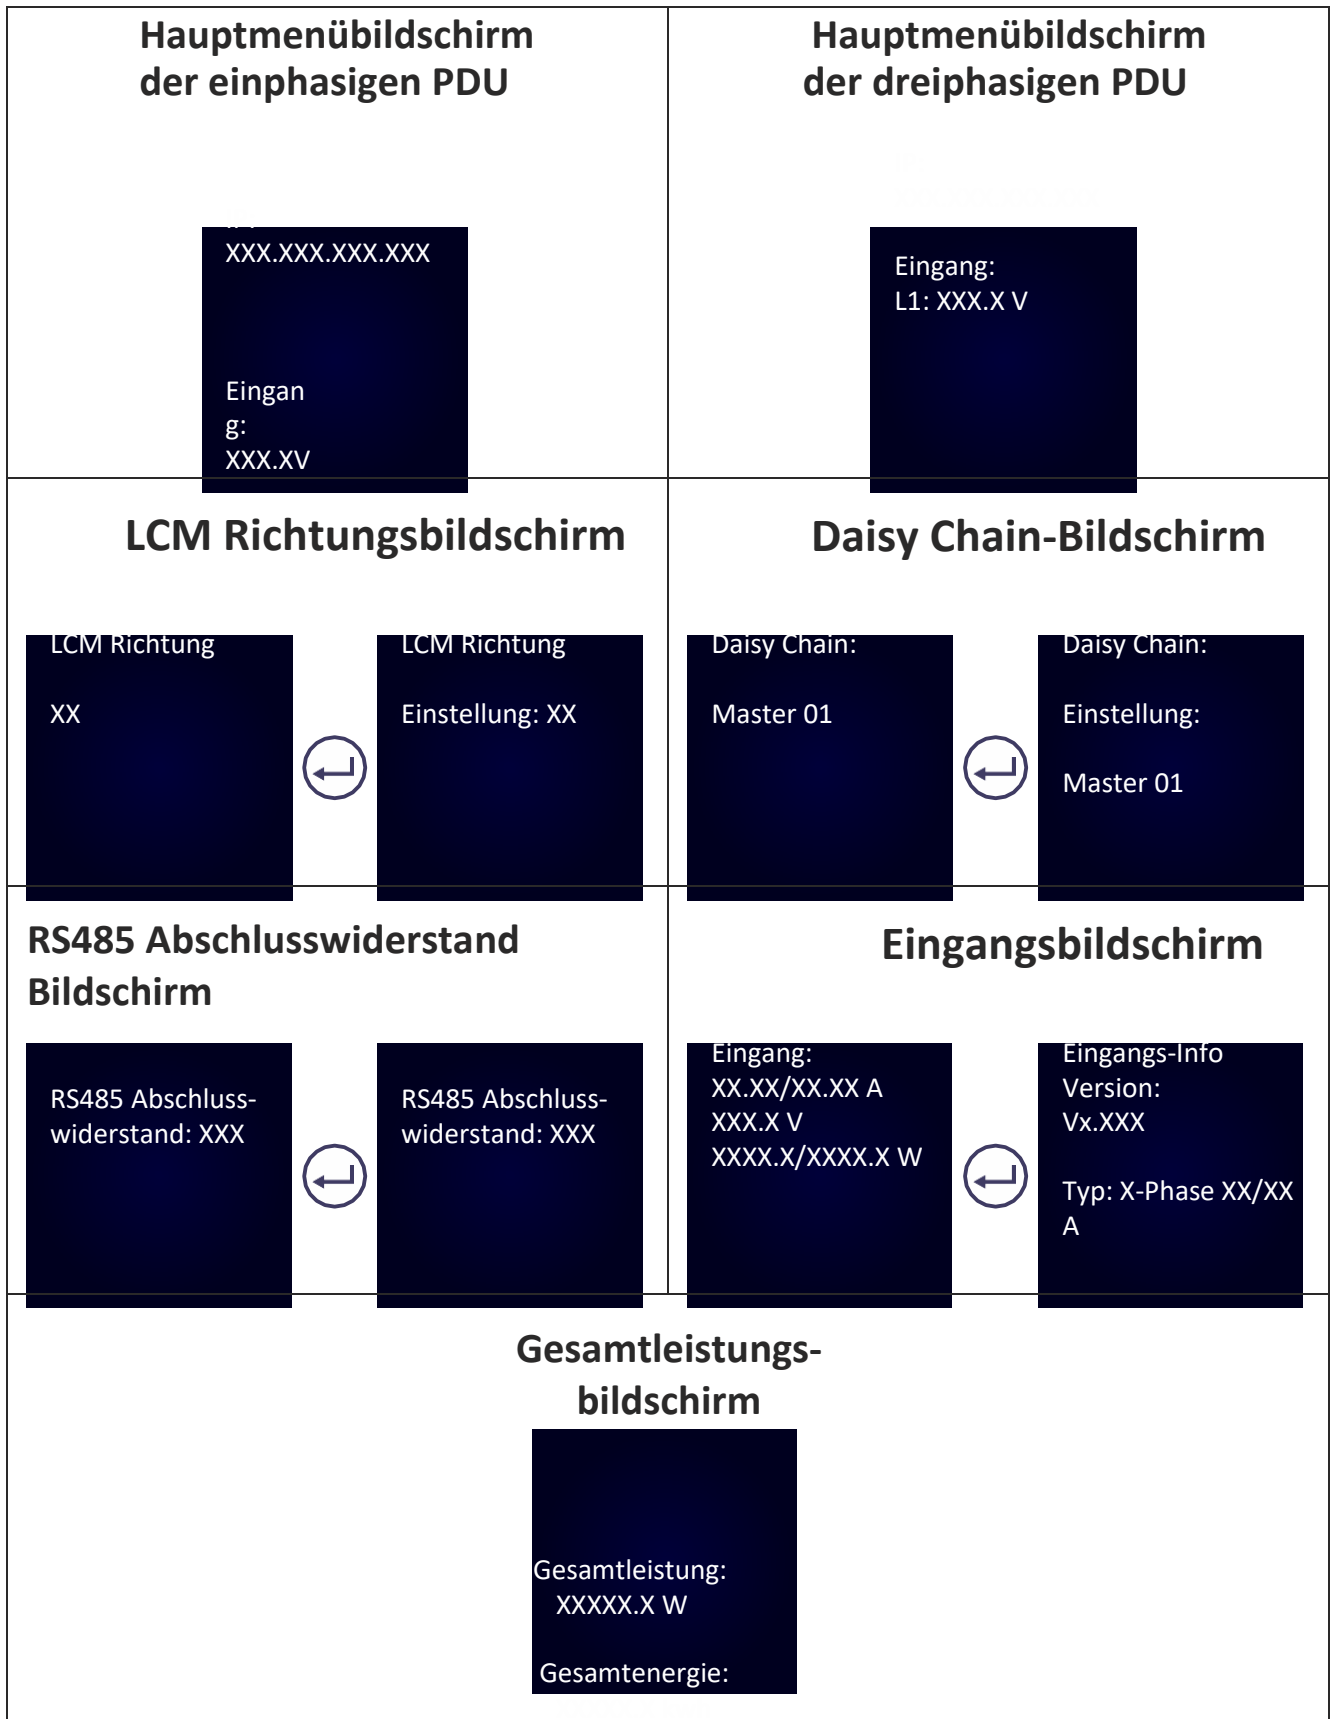 Hauptmenübildschirm
der einphasigen PDU
Hauptmenübildschirm
der dreiphasigen PDU
XXX.XXX.XXX.XXX
Eingan
g:
XXX.XV
Eingang:
L1: XXX.X V
LCM Richtungsbildschirm
LCM Richtung
XX
LCM Richtung
Einstellung: XX
Daisy Chain-Bildschirm
Daisy Chain:
Master 01
Daisy Chain:
Einstellung:
Master 01
RS485 Abschlusswiderstand
Bildschirm
RS485 Abschluss-
widerstand: XXX
RS485 Abschluss-
widerstand: XXX
Eingangsbildschirm
Eingang:
XX.XX/XX.XX A
XXX.X V
XXXX.X/XXXX.X W
Eingangs-Info
Version:
Vx.XXX
Typ: X-Phase XX/XX
A
Gesamtleistungs-
bildschirm
Gesamtleistung:
XXXXX.X W
Gesamtenergie: